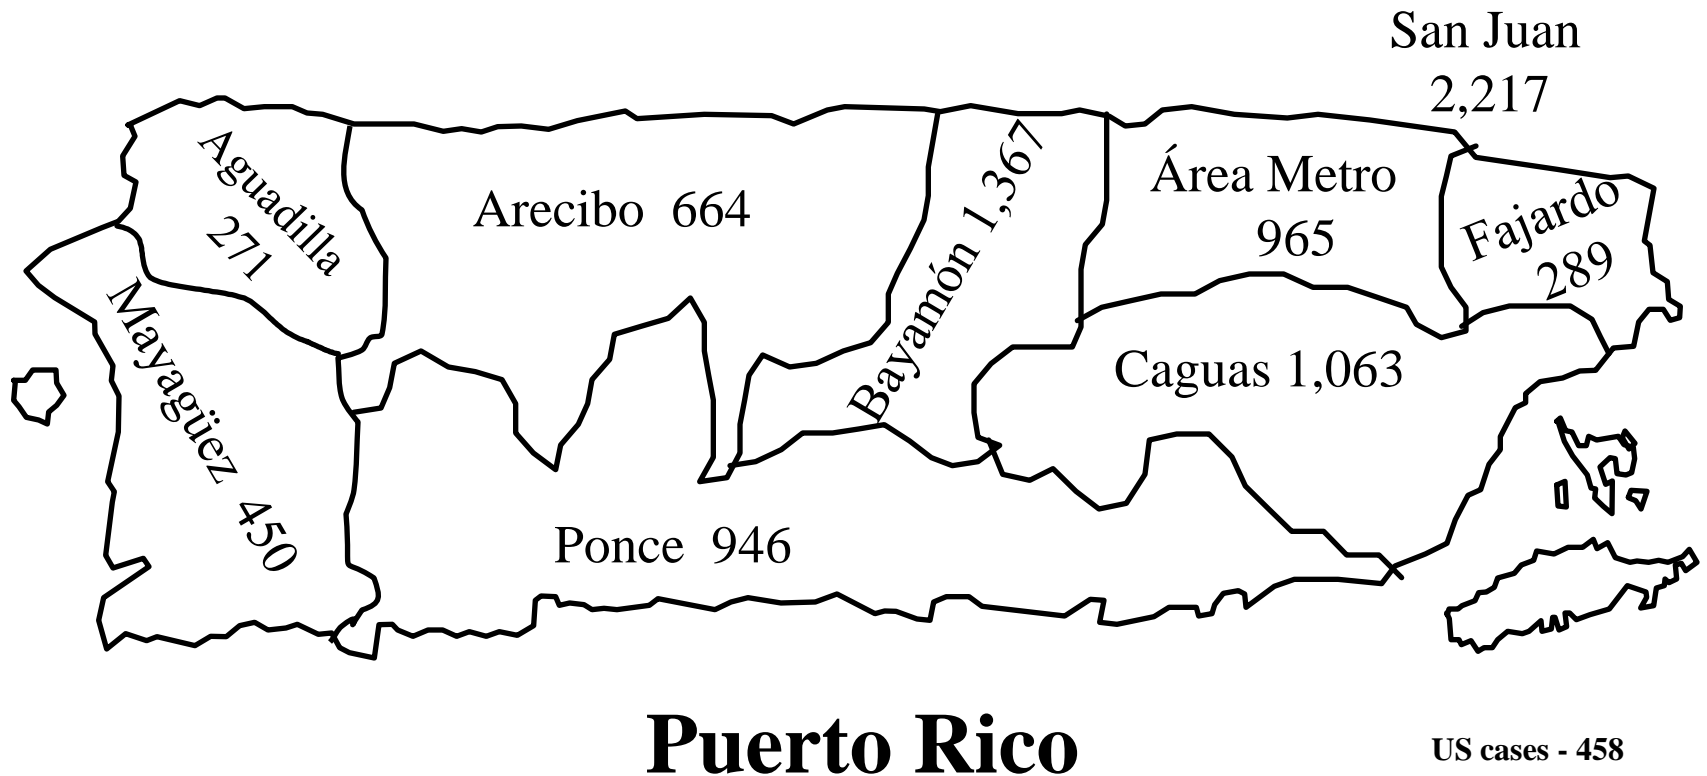 San Juan
2,217
Aguadilla
271
Arecibo 664
Bayamón 1,367
Área Metro
965
Fajardo
289
Mayagüez 450
Caguas 1,063
Ponce 946
Puerto Rico
US cases - 458